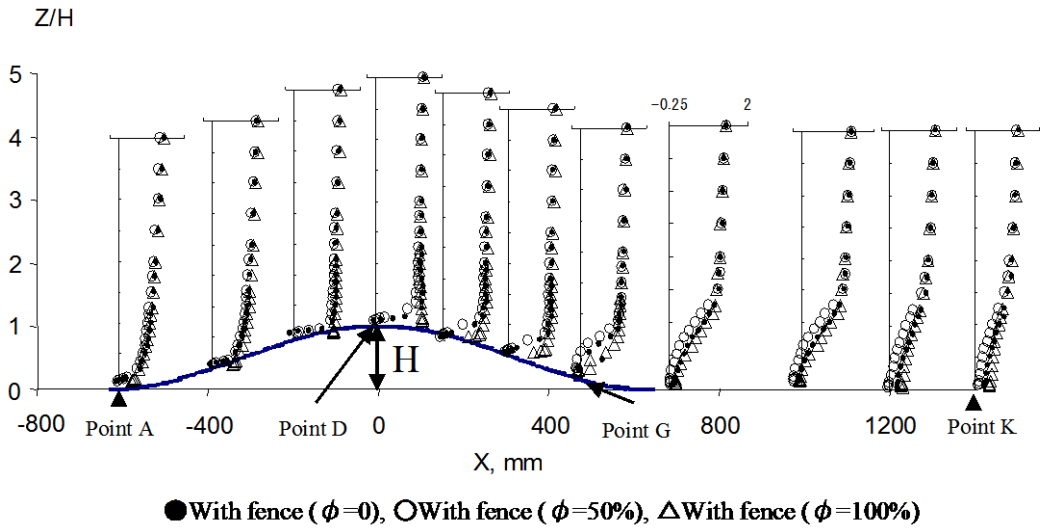 Z/H
5
-0.25 2
4
3
2
1
H
0
-800 Point A -400 Point D 0 400 Point G 800 1200 Point K
X, mm
●With fence ( ϕ=0), ○With fence ( ϕ=50%), △With fence ( ϕ=100%)